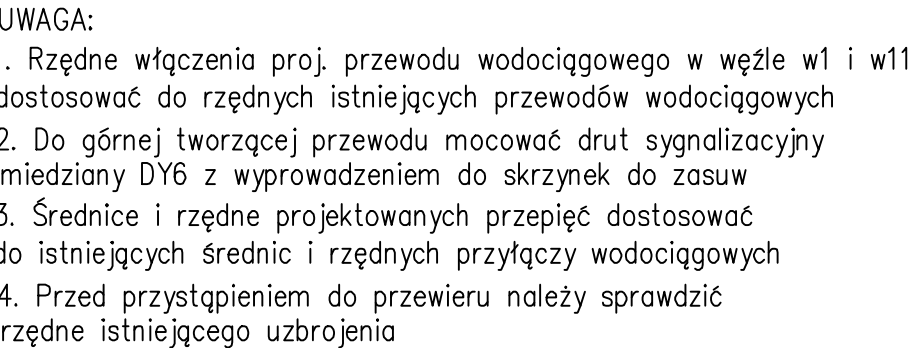 UWAGA:
1. Rzędne włączenia proj. przewodu wodociągowego w węźle w1 i w11
dostosować do rzędnych istniejących przewodów wodociągowych
2. Do górnej tworzącej przewodu mocować drut sygnalizacyjny
miedziany DY6 z wyprowadzeniem do skrzynek do zasuw
3. Średnice i rzędne projektowanych przepięć dostosować
do istniejących średnic i rzędnych przyłączy wodociągowych
4. Przed przystąpieniem do przewieru należy sprawdzić
rzędne istniejącego uzbrojenia